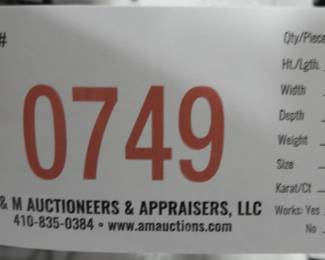 #
0749
& M AUCTIONEERS & APPRAISERS, LLC
410-835-0384 • www.amauctions.com
Qty/Piece
Ht./Lgth.
Width
Depth
Weight
Size
Karat/Ct
Works: Yes
No